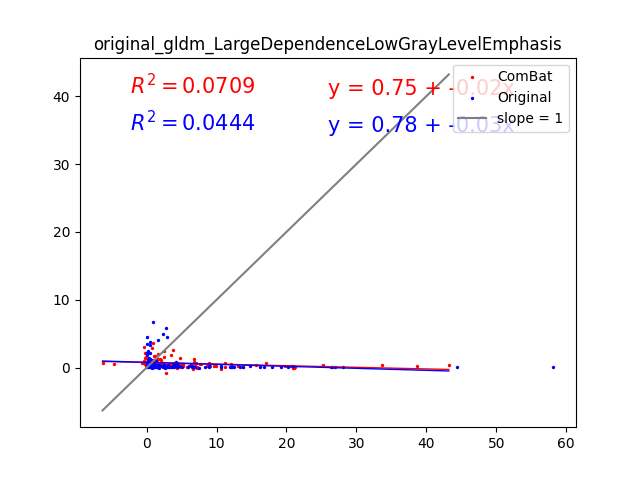 original_gldm_LargeDependenceLowGrayLevelEmphasis
R² = 0.0709
y = 0.75 + -0.02x
R² = 0.0444
y = 0.78 + -0.03x
ComBat
Original
slope = 1
40
30
20
10
0
0 10 20 30 40 50 60